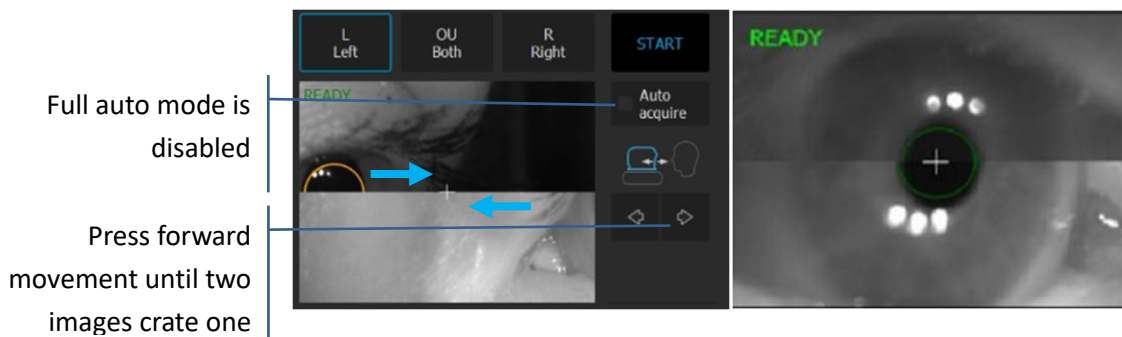 Full auto mode is
disabled
Press forward
movement until two
images crate one
L
Left
OU
Both
R
Right
START
READY
Auto
acquire
READY